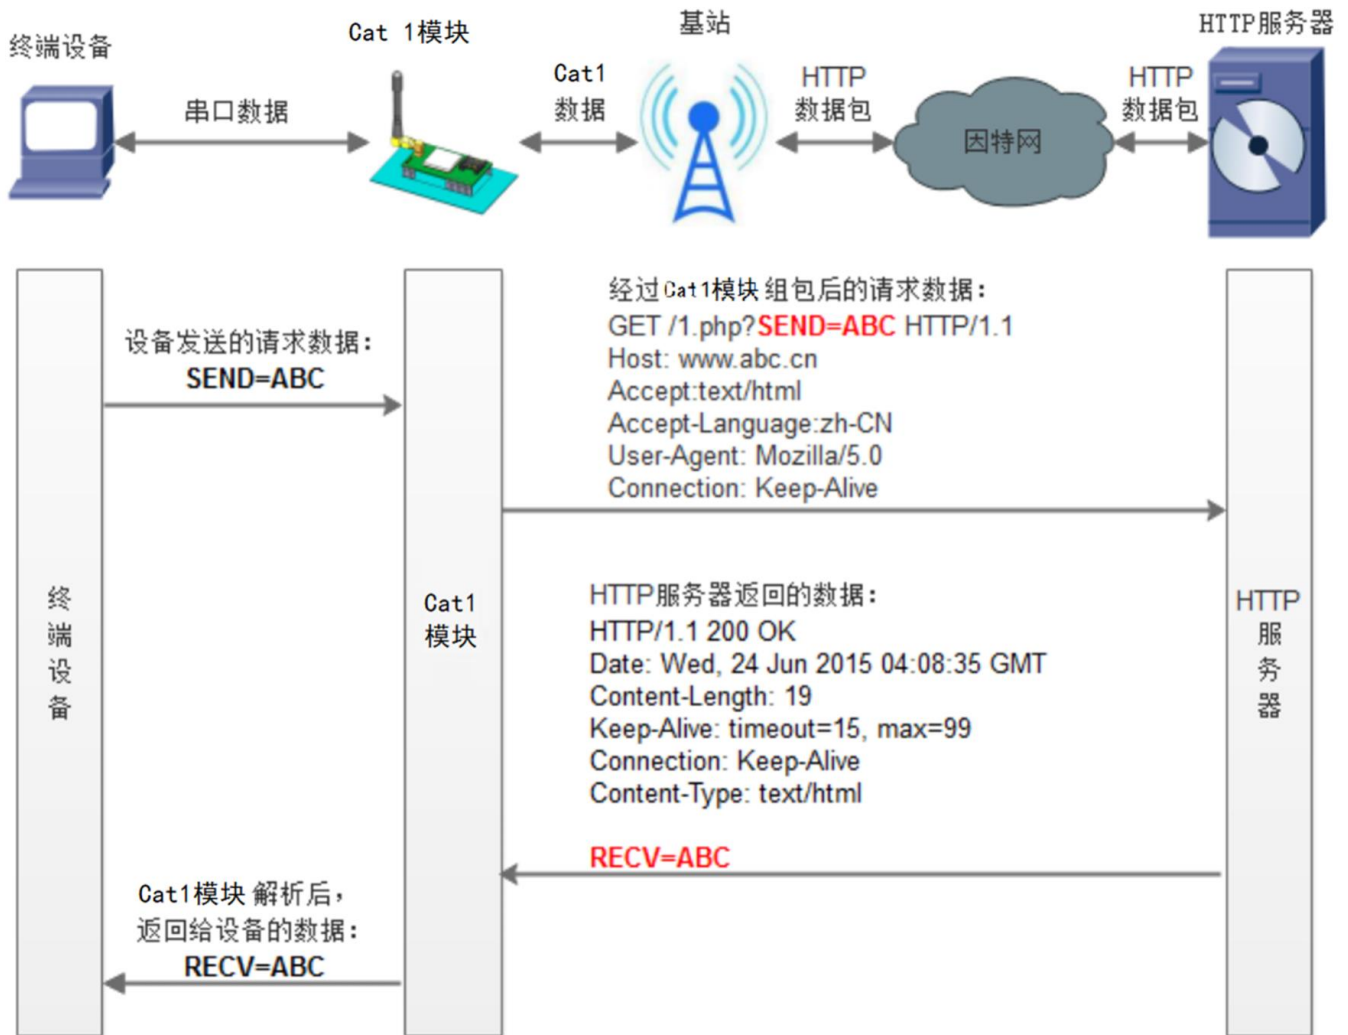 终端设备
Cat 1模块
基站
HTTP服务器
串口数据
Cat1
数据
HTTP
数据包
因特网
HTTP
数据包
设备发送的请求数据：
SEND=ABC
经过Cat1模块 组包后的请求数据：
GET /1.php?SEND=ABC HTTP/1.1
Host: www.abc.cn
Accept:text/html
Accept-Language:zh-CN
User-Agent: Mozilla/5.0
Connection: Keep-Alive
终
端
设
备
Cat1
模块
HTTP
服
务
器
HTTP服务器返回的数据：
HTTP/1.1 200 OK
Date: Wed, 24 Jun 2015 04:08:35 GMT
Content-Length: 19
Keep-Alive: timeout=15, max=99
Connection: Keep-Alive
Content-Type: text/html
RECV=ABC
Cat1模块 解析后，
返回给设备的数据：
RECV=ABC